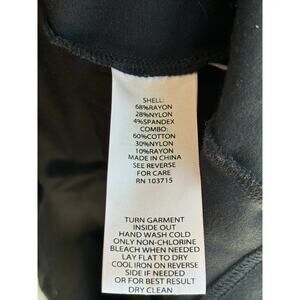 SHELL:
68%RAYON
28%NYLON
4%SPANDEX
COMBO:
60%COTTON
30%NYLON
10%RAYON
MADE IN CHINA
SEE REVERSE
FOR CARE
RN 103715
TURN GARMENT
INSIDE OUT
HAND WASH COLD
ONLY NON-CHLORINE
BLEACH WHEN NEEDED
LAY FLAT TO DRY
COOL IRON ON REVERSE
SIDE IF NEEDED
OR FOR BEST RESULT
DRY CLEAN